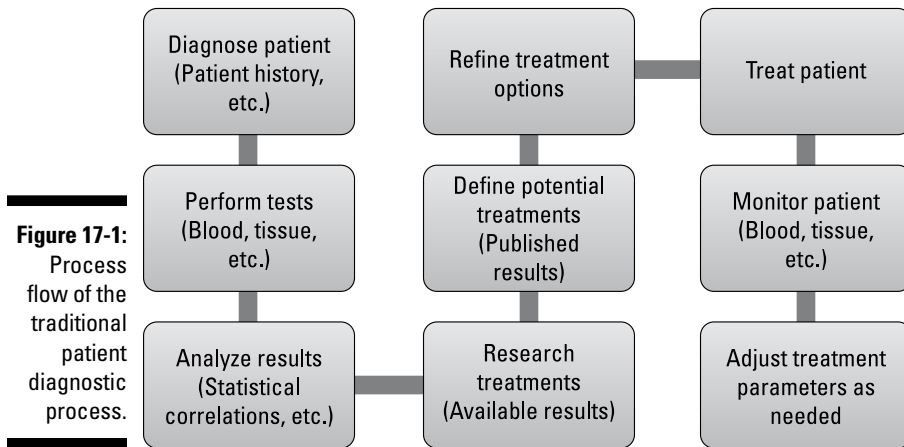 Diagnose patient
(Patient history,
etc.)
Perform tests
(Blood, tissue,
etc.)
Analyze results
(Statistical
correlations, etc.)
Research
treatments
(Available results)
Define potential
treatments
(Published
results)
Refine treatment
options
Treat patient
Monitor patient
(Blood, tissue,
etc.)
Adjust treatment
parameters as
needed
Figure 17-1:
Process
flow of the
traditional
patient
diagnostic
process.